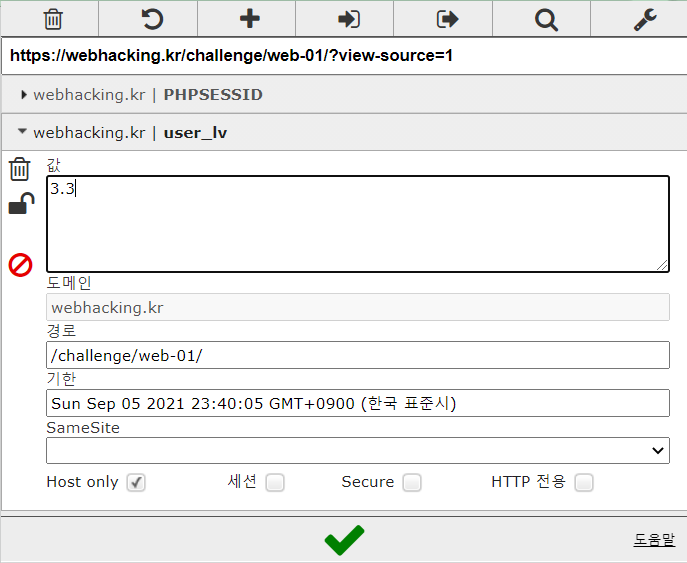 https://webhacking.kr/challenge/web-01/?view-source=1
webhacking.kr | PHPSESSID
webhacking.kr | user_lv
값
3.3
도메인
webhacking.kr
경로
/challenge/web-01/
기한
Sun Sep 05 2021 23:40:05 GMT+0900 (한국 표준시)
SameSite
Host only 세션 Secure HTTP 전용
도움말